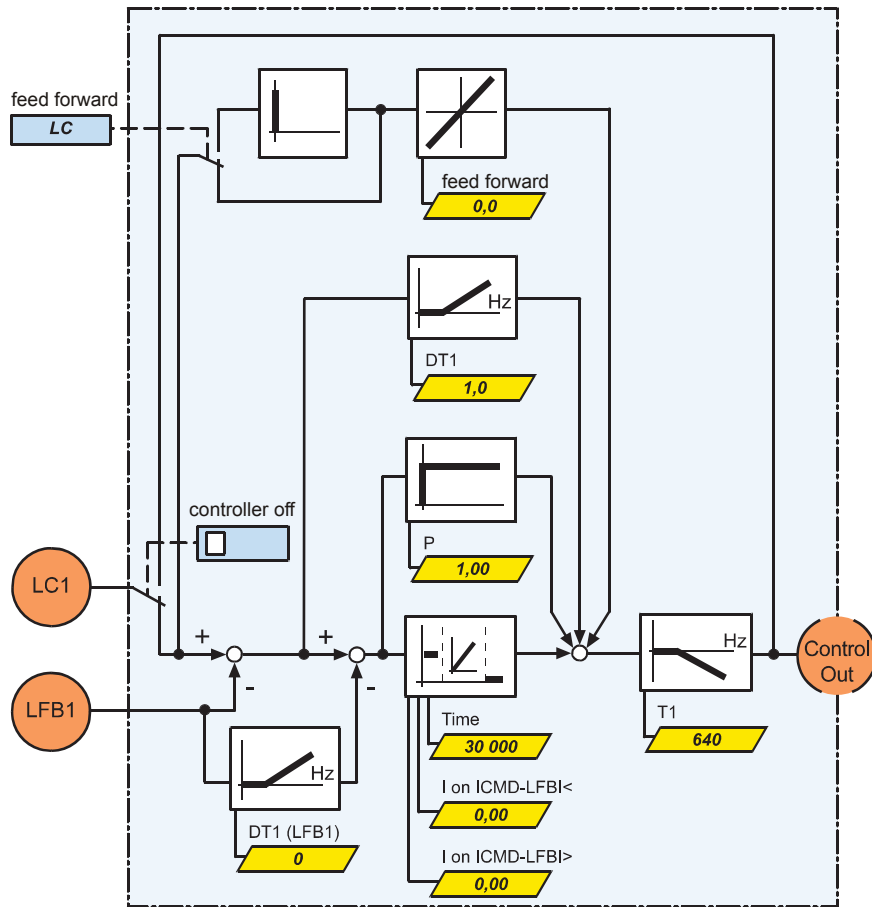 feed forward
LC
feed forward
0,0
Hz
DT1
1,0
controller off
P
1,00
LC1
+
+
Hz
Control
Out
-
-
LFB1
Time
30 000
T1
640
Hz
I on ICMD-LFBI<
0,00
DT1 (LFB1)
0
I on ICMD-LFBI>
0,00